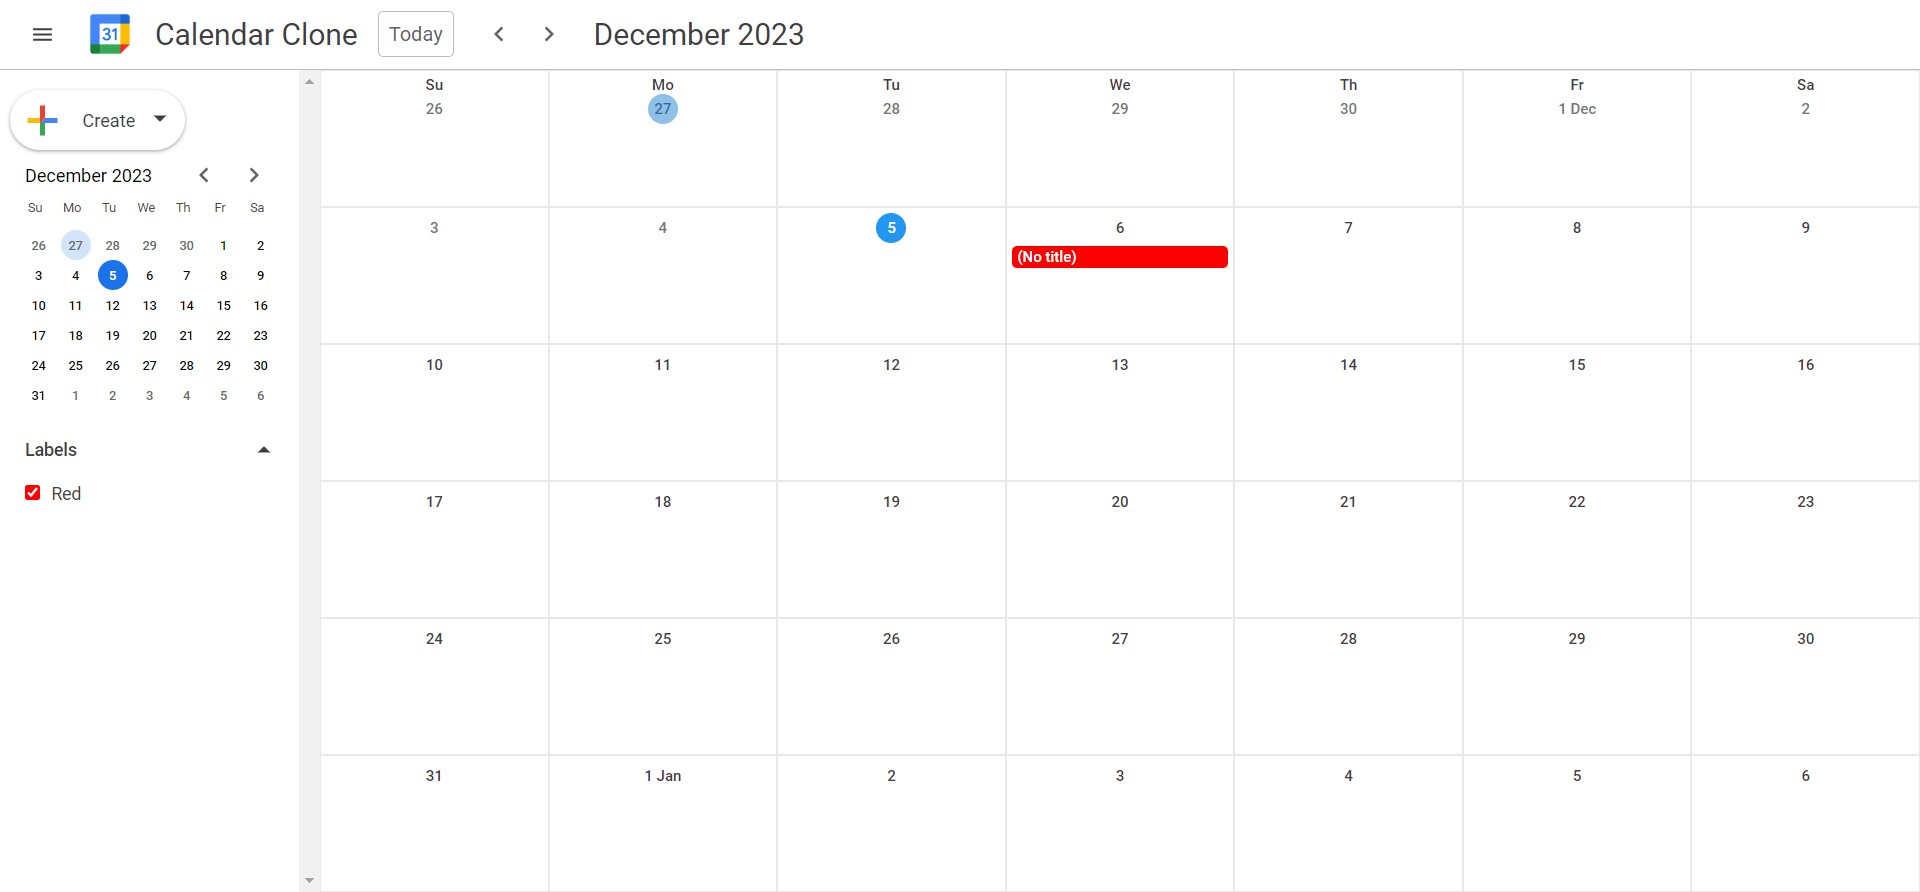 31 Calendar Clone Today December 2023
Create
December 2023
Su Mo Tu We Th Fr Sa
26 27 28 29 30 1 2
3 4 5 6 7 8 9
10 11 12 13 14 15 16
17 18 19 20 21 22 23
24 25 26 27 28 29 30
31 1 2 3 4 5 6
Labels
Red
Su Mo Tu We Th Fr Sa
26 27 28 29 30 1 Dec 2
3 4 5 6 7 8 9
(No title)
10 11 12 13 14 15 16
17 18 19 20 21 22 23
24 25 26 27 28 29 30
31 1 Jan 2 3 4 5 6